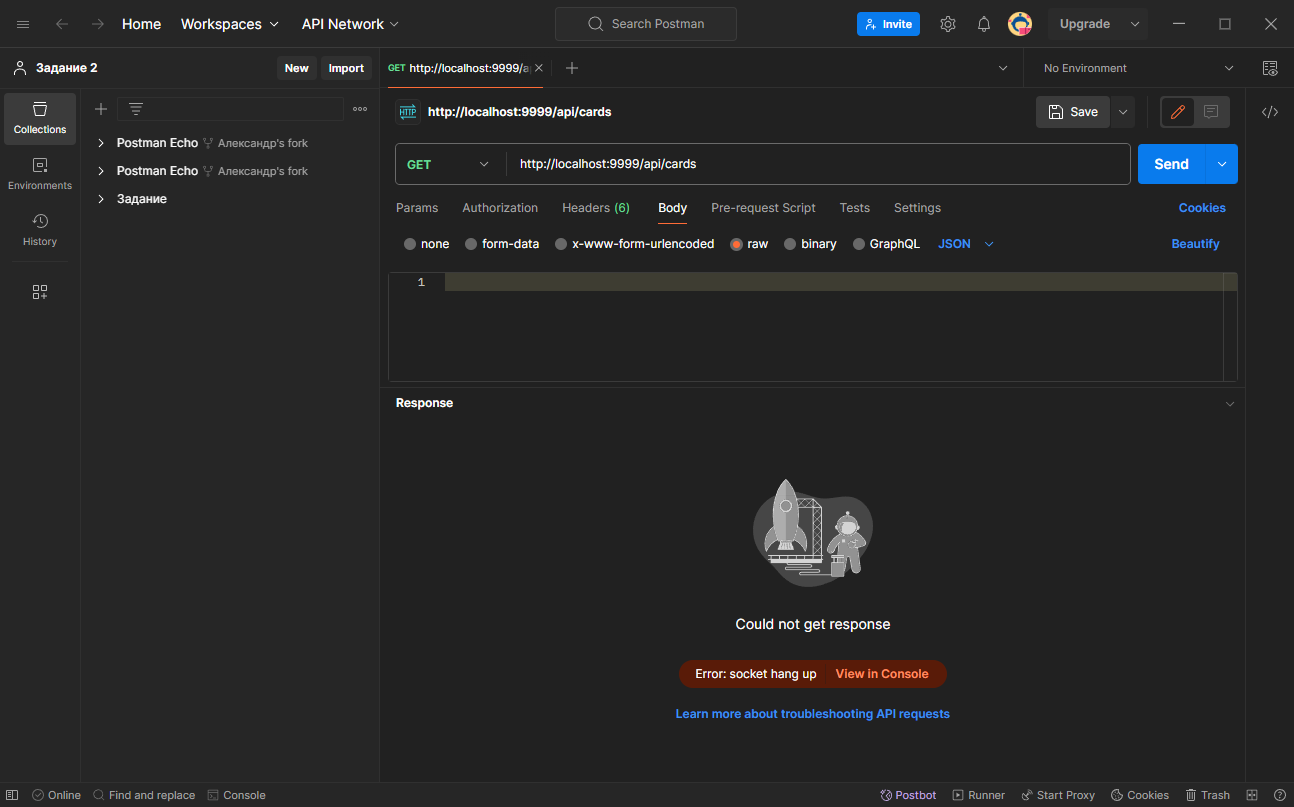 Home Workspaces API Network Search Postman Invite Upgrade
Задание 2 New Import GET http://localhost:9999/a No Environment
Collections
Environments
History
Postman Echo Александр's fork
Postman Echo Александр's fork
Задание
HTTP http://localhost:9999/api/cards Save
GET http://localhost:9999/api/cards Send
Params Authorization Headers (6) Body Pre-request Script Tests Settings Cookies
none form-data x-www-form-urlencoded raw binary GraphQL JSON Beautify
1
Response
Could not get response
Error: socket hang up View in Console
Learn more about troubleshooting API requests
Online Find and replace Console Postbot Runner Start Proxy Cookies Trash